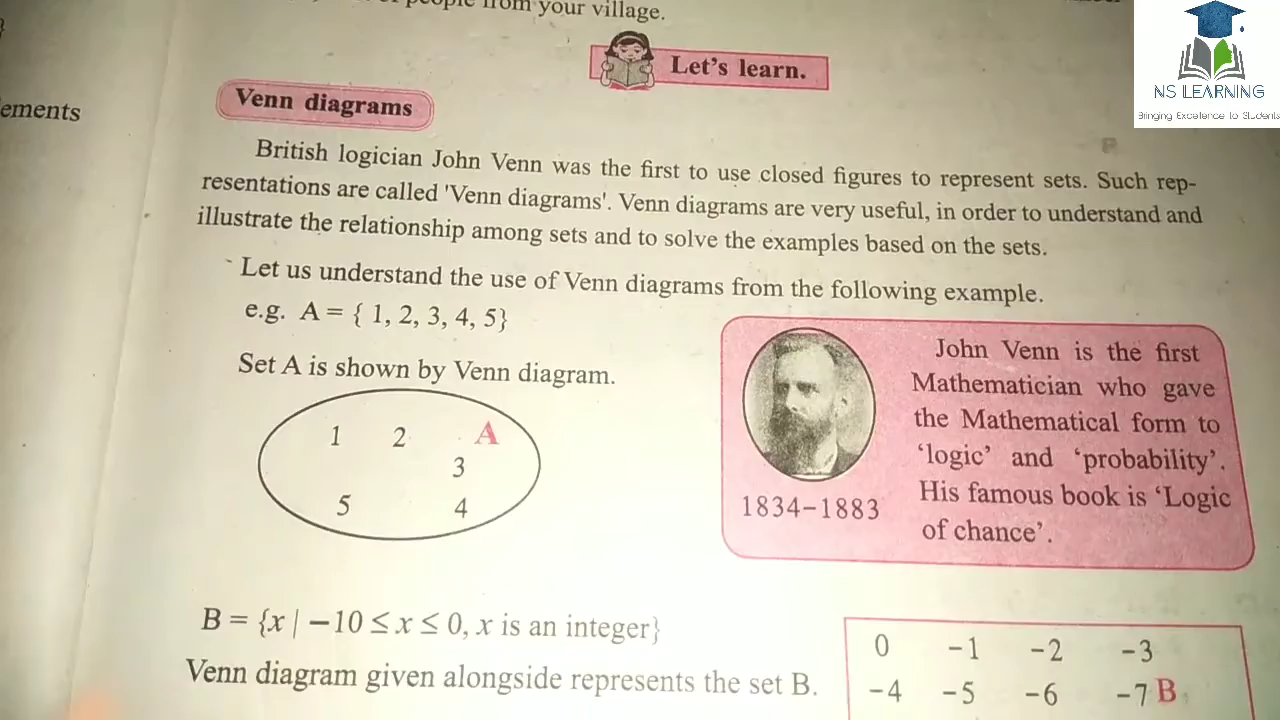 people from your village.
ements
Let's learn.
NS LEARNING
Bringing Excelence to Students
Venn diagrams
British logician John Venn was the first to use closed figures to represent sets. Such rep-
resentations are called 'Venn diagrams'. Venn diagrams are very useful, in order to understand and
illustrate the relationship among sets and to solve the examples based on the sets.
Let us understand the use of Venn diagrams from the following example.
e.g. A = { 1, 2, 3, 4, 5}
Set A is shown by Venn diagram.
1 2 A
3
5 4
John Venn is the first
Mathematician who gave
the Mathematical form to
‘logic’ and ‘probability’.
His famous book is ‘Logic
of chance’.
1834-1883
B = {x | −10 ≤ x ≤ 0, x is an integer}
Venn diagram given alongside represents the set B.
0 -1 -2 -3
-4 -5 -6 -7 B